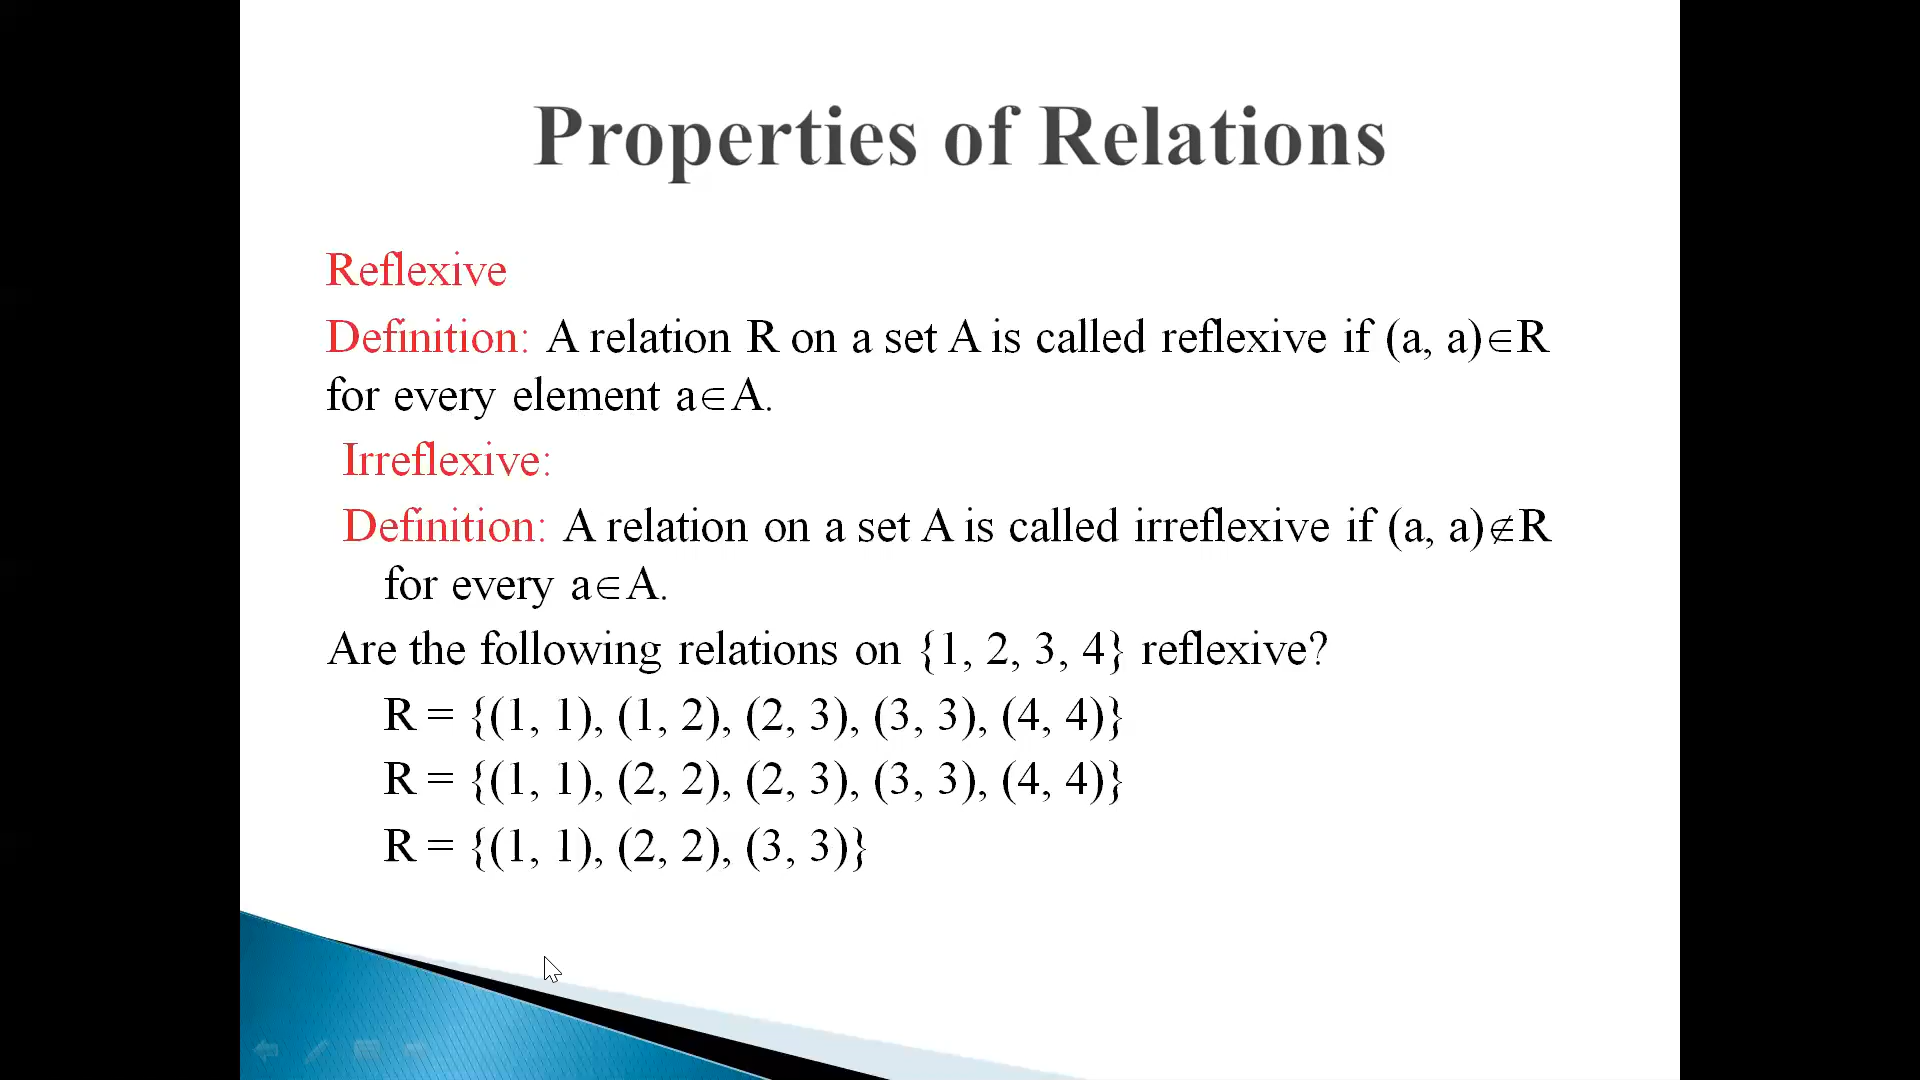 Properties of Relations
Reflexive
Definition: A relation R on a set A is called reflexive if (a, a)∈R
for every element a∈A.
Irreflexive:
Definition: A relation on a set A is called irreflexive if (a, a)∉R
for every a∈A.
Are the following relations on {1, 2, 3, 4} reflexive?
R = {(1, 1), (1, 2), (2, 3), (3, 3), (4, 4)}
R = {(1, 1), (2, 2), (2, 3), (3, 3), (4, 4)}
R = {(1, 1), (2, 2), (3, 3)}